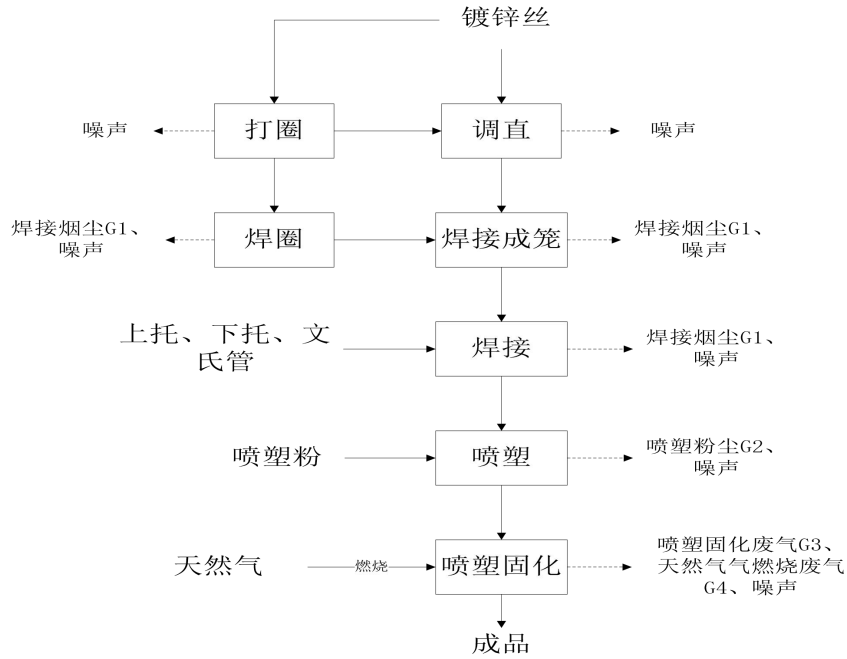 镀锌丝
噪声
打圈
调直
噪声
焊接烟尘G1、
噪声
焊圈
焊接成笼
焊接烟尘G1、
噪声
上托、下托、文
氏管
焊接
焊接烟尘G1、
噪声
喷塑粉
喷塑
喷塑粉尘G2、
噪声
天然气
燃烧
喷塑固化
喷塑固化废气G3、
天然气气燃烧废气
G4、噪声
成品